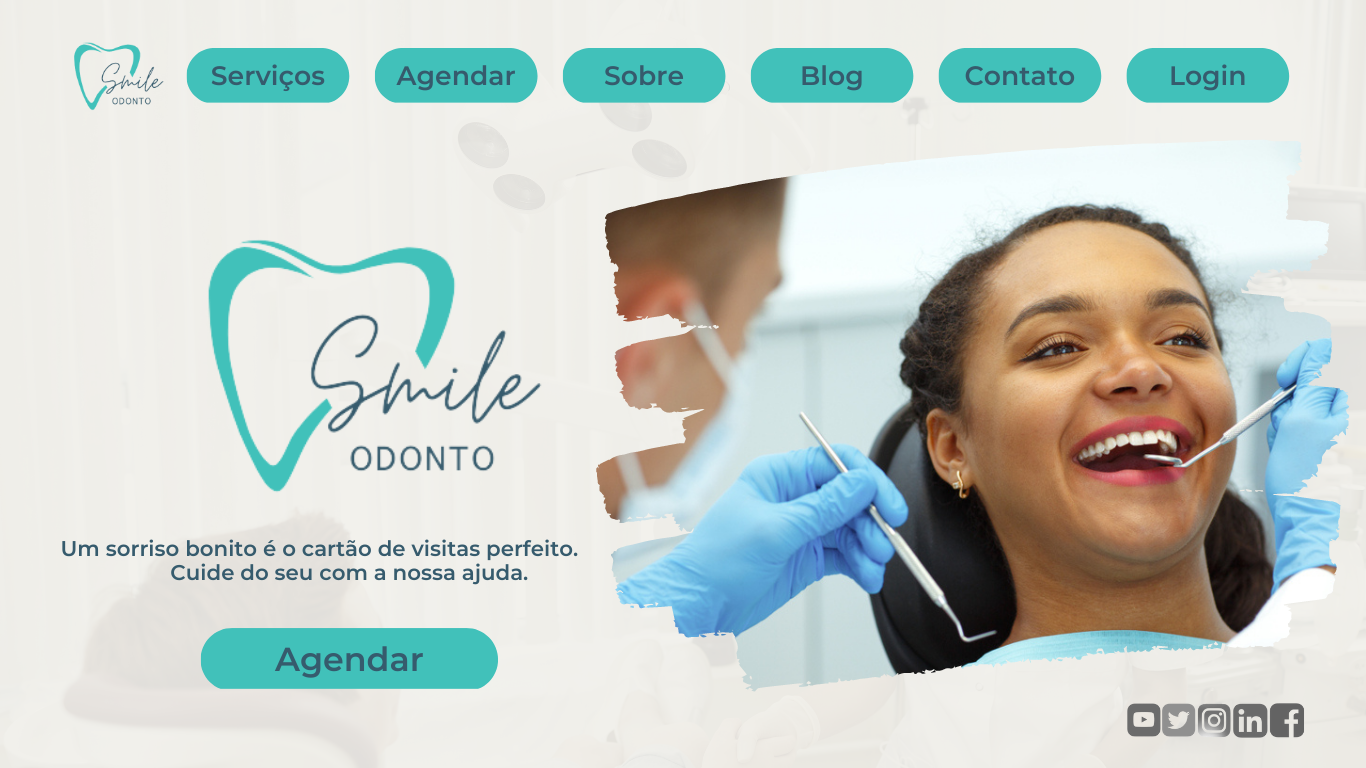 Smile
ODONTO
Serviços
Agendar
Sobre
Blog
Contato
Login
Smile
ODONTO
Um sorriso bonito é o cartão de visitas perfeito.
Cuide do seu com a nossa ajuda.
Agendar